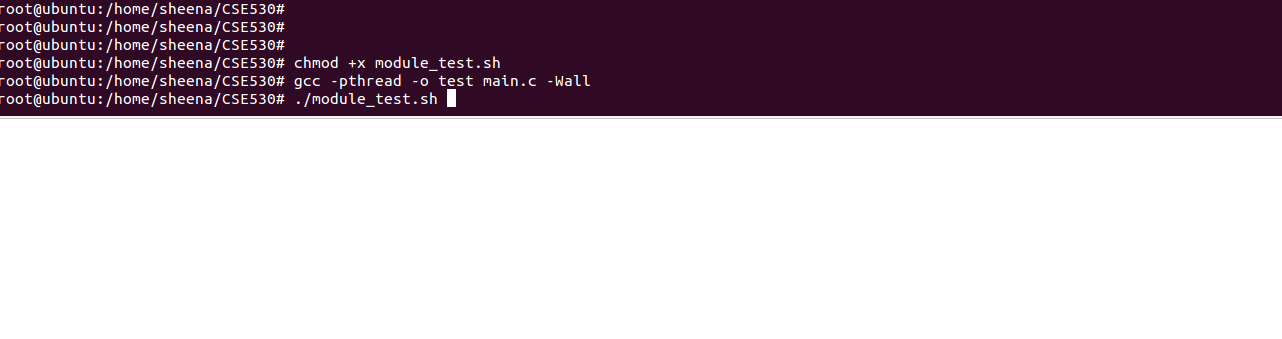 root@ubuntu:/home/sheena/CSE530#
root@ubuntu:/home/sheena/CSE530#
root@ubuntu:/home/sheena/CSE530#
root@ubuntu:/home/sheena/CSE530# chmod +x module_test.sh
root@ubuntu:/home/sheena/CSE530# gcc -pthread -o test main.c -Wall
root@ubuntu:/home/sheena/CSE530# ./module_test.sh